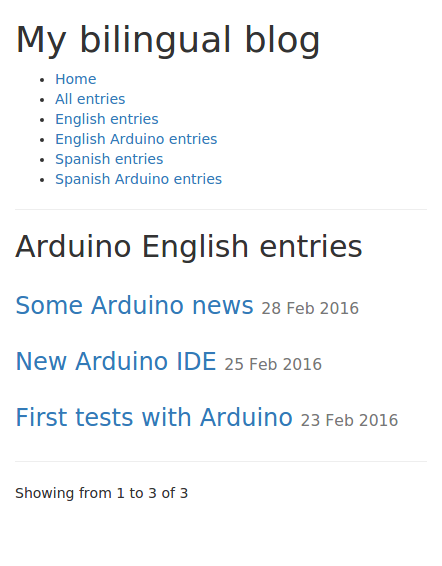 My bilingual blog
Home
All entries
English entries
English Arduino entries
Spanish entries
Spanish Arduino entries
Arduino English entries
Some Arduino news 28 Feb 2016
New Arduino IDE 25 Feb 2016
First tests with Arduino 23 Feb 2016
Showing from 1 to 3 of 3